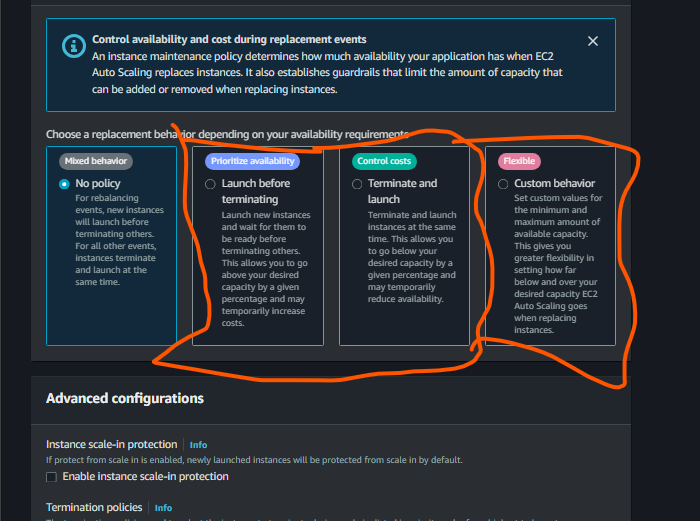 Control availability and cost during replacement events
An instance maintenance policy determines how much availability your application has when EC2
Auto Scaling replaces instances. It also establishes guardrails that limit the amount of capacity that
can be added or removed when replacing instances.
Choose a replacement behavior depending on your availability requirements
Mixed behavior
No policy
For rebalancing
events, new instances
will launch before
terminating others.
For all other events,
instances terminate
and launch at the
same time.
Prioritize availability
Launch before
terminating
Launch new instances
and wait for them to
be ready before
terminating others.
This allows you to go
above your desired
capacity by a given
percentage and may
temporarily increase
costs.
Control costs
Terminate and
launch
Terminate and launch
instances at the same
time. This allows you
to go below your
desired capacity by a
given percentage and
may temporarily
reduce availability.
Flexible
Custom behavior
Set custom values for
the minimum and
maximum amount of
available capacity.
This gives you
greater flexibility in
setting how far
below and over your
desired capacity EC2
Auto Scaling goes
when replacing
instances.
Advanced configurations
Instance scale-in protection Info
If protect from scale in is enabled, newly launched instances will be protected from scale in by default.
Enable instance scale-in protection
Termination policies Info